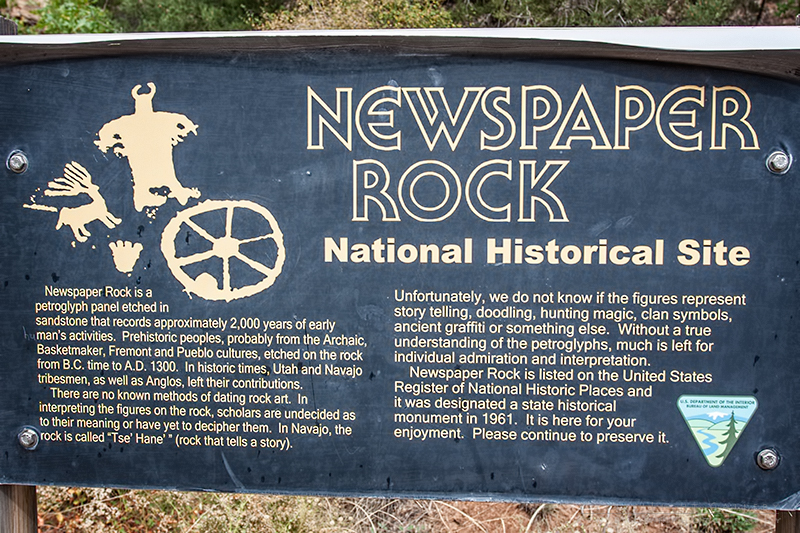 NEWSPAPER
ROCK
National Historical Site
Newspaper Rock is a
petroglyph panel etched in
sandstone that records approximately 2,000 years of early
man's activities. Prehistoric peoples, probably from the Archaic,
Basketmaker, Fremont and Pueblo cultures, etched on the rock
from B.C. time to A.D. 1300. In historic times, Utah and Navajo
tribesmen, as well as Anglos, left their contributions.
There are no known methods of dating rock art. In
interpreting the figures on the rock, scholars are undecided as
to their meaning or have yet to decipher them. In Navajo, the
rock is called "Tse' Hane' " (rock that tells a story).
Unfortunately, we do not know if the figures represent
story telling, doodling, hunting magic, clan symbols,
ancient graffiti or something else. Without a true
understanding of the petroglyphs, much is left for
individual admiration and interpretation.
Newspaper Rock is listed on the United States
Register of National Historic Places and
it was designated a state historical
monument in 1961. It is here for your
enjoyment. Please continue to preserve it.
U.S. DEPARTMENT OF THE INTERIOR
BUREAU OF LAND MANAGEMENT